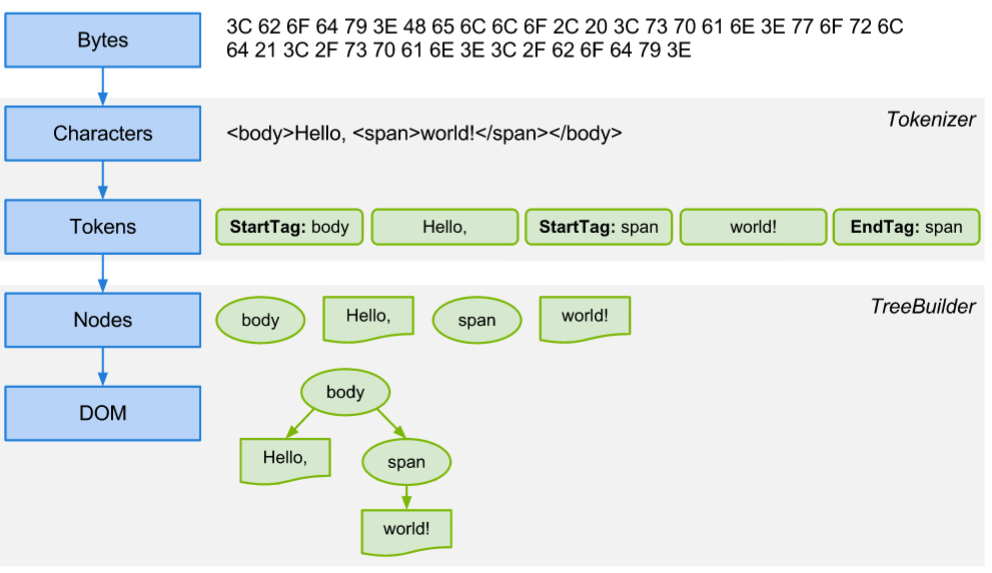 Bytes
3C 62 6F 64 79 3E 48 65 6C 6C 6F 2C 20 3C 73 70 61 6E 3E 77 6F 72 6C
64 21 3C 2F 73 70 61 6E 3E 3C 2F 62 6F 64 79 3E
Tokenizer
Characters
<body>Hello, <span>world!</span></body>
Tokens
StartTag: body
Hello,
StartTag: span
world!
EndTag: span
TreeBuilder
Nodes
body
Hello,
span
world!
DOM
body
Hello,
span
world!